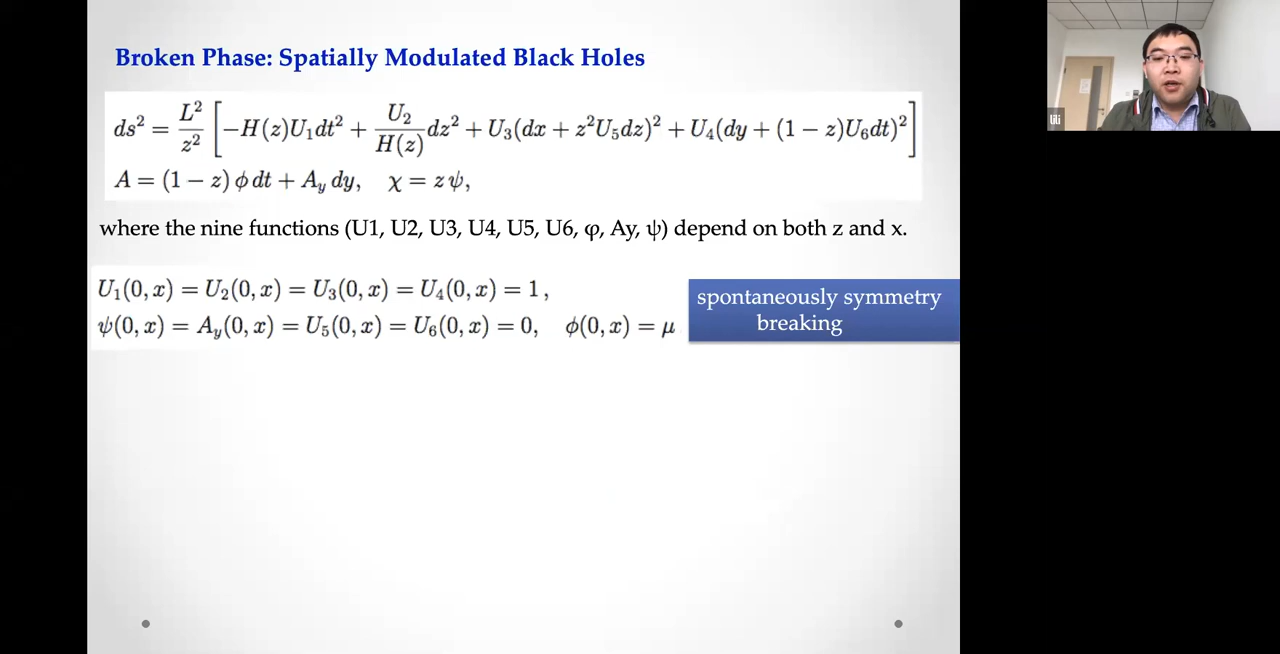 Broken Phase: Spatially Modulated Black Holes
ds² = L²/z² [ −H(z)U₁dt² + U₂/H(z) dz² + U₃(dx + z²U₅dz)² + U₄(dy + (1 − z)U₆dt)² ]
A = (1 − z) ϕ dt + A_y dy,   χ = z ψ,
where the nine functions (U1, U2, U3, U4, U5, U6, φ, Ay, ψ) depend on both z and x.
U₁(0, x) = U₂(0, x) = U₃(0, x) = U₄(0, x) = 1,
ψ(0, x) = A_y(0, x) = U₅(0, x) = U₆(0, x) = 0,   ϕ(0, x) = μ
spontaneously symmetry
breaking
lili